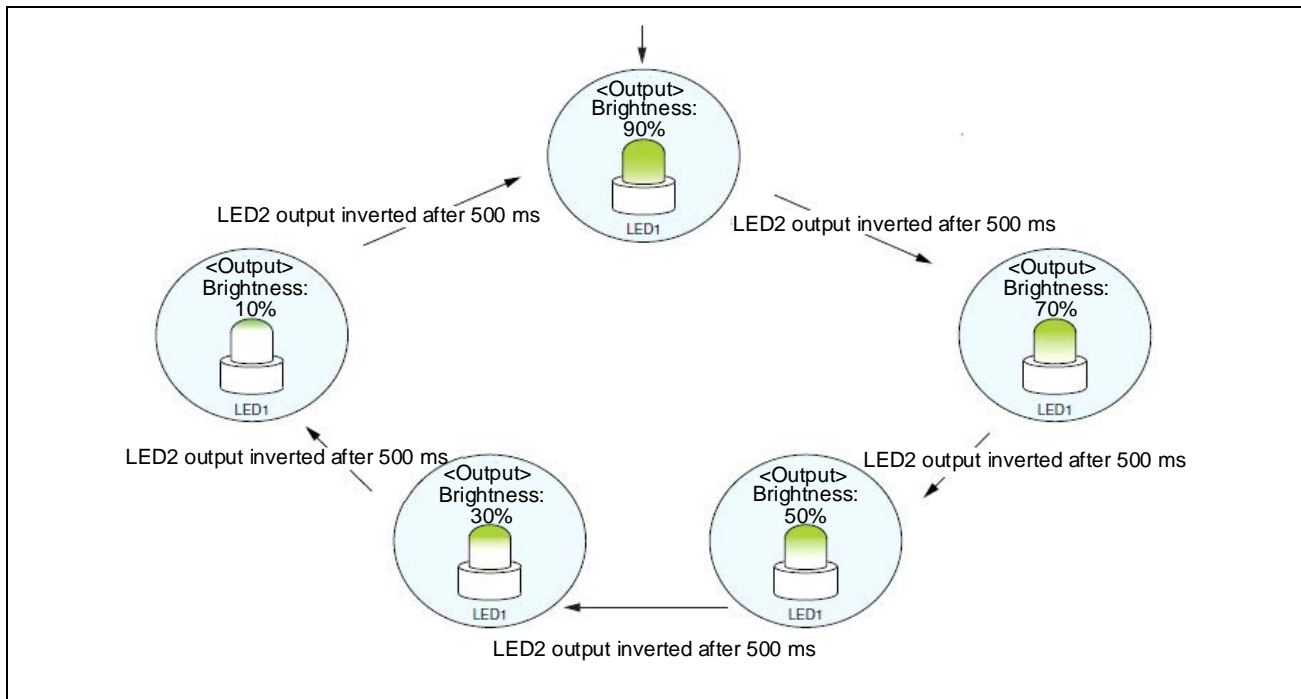 <Output>
Brightness:
90%
LED1
LED2 output inverted after 500 ms
LED2 output inverted after 500 ms
<Output>
Brightness:
10%
LED1
<Output>
Brightness:
70%
LED1
LED2 output inverted after 500 ms
LED2 output inverted after 500 ms
<Output>
Brightness:
30%
LED1
<Output>
Brightness:
50%
LED1
LED2 output inverted after 500 ms